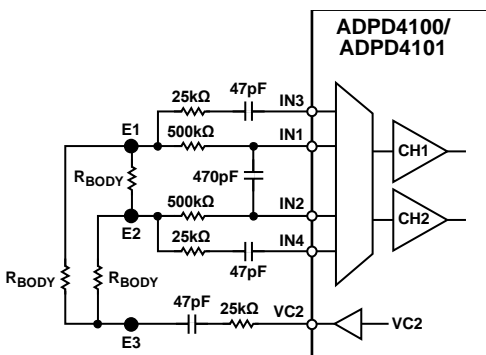 ADPD4100/
ADPD4101
47pF
25kΩ
IN3
E1
500kΩ
IN1
CH1
RBODY
470pF
500kΩ
IN2
E2
CH2
25kΩ
IN4
47pF
RBODY
RBODY
47pF
25kΩ
VC2
VC2
E3